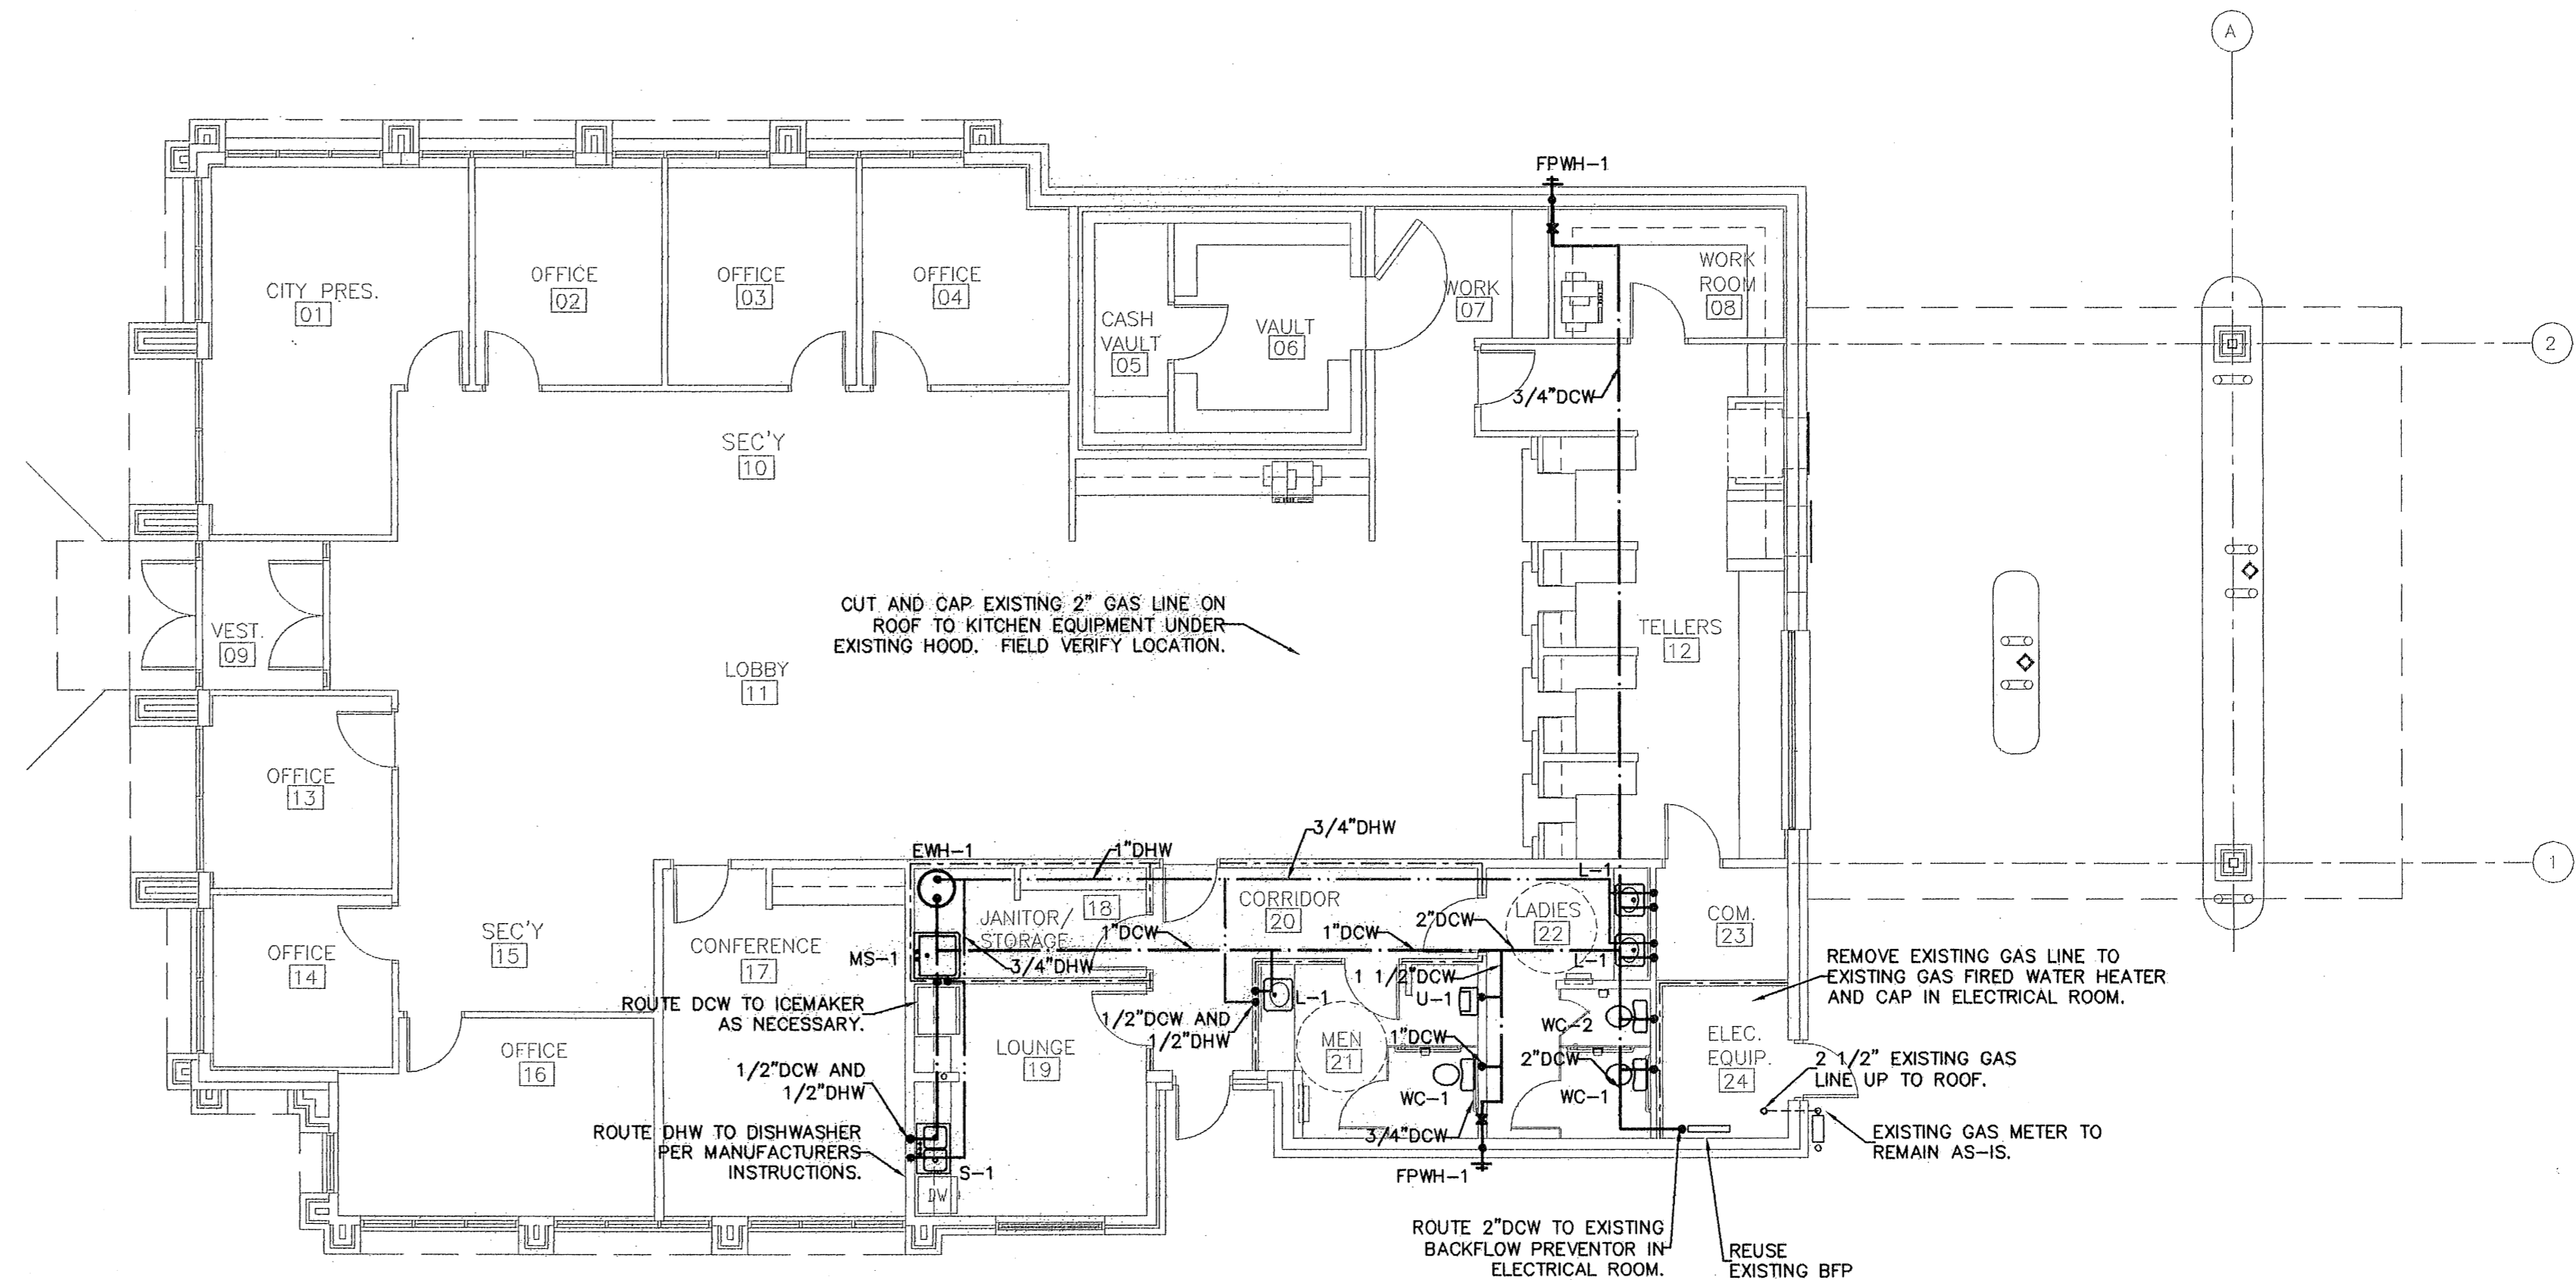 A
FPWH-1
CITY PRES.
01
OFFICE
02
OFFICE
03
OFFICE
04
CASH
VAULT
05
VAULT
06
WORK
07
WORK
ROOM
08
2
3/4"DCW
SEC'Y
10
CUT AND CAP EXISTING 2" GAS LINE ON
ROOF TO KITCHEN EQUIPMENT UNDER
EXISTING HOOD. FIELD VERIFY LOCATION.
VEST.
09
LOBBY
11
TELLERS
12
OFFICE
13
EWH-1
1"DHW
3/4"DHW
L-1
1
OFFICE
14
SEC'Y
15
CONFERENCE
17
MS-1
JANITOR/
STORAGE
18
3/4"DHW
1"DCW
CORRIDOR
20
1"DCW
2"DCW
LADIES
22
L-1
COM.
23
1 1/2"DCW
U-1
L-1
ROUTE DCW TO ICEMAKER
AS NECESSARY.
1/2"DCW AND
1/2"DHW
REMOVE EXISTING GAS LINE TO
EXISTING GAS FIRED WATER HEATER
AND CAP IN ELECTRICAL ROOM.
OFFICE
16
1/2"DCW AND
1/2"DHW
LOUNGE
19
MEN
21
1"DCW
WC-1
WC-2
2"DCW
WC-1
ELEC.
EQUIP.
24
2 1/2" EXISTING GAS
LINE UP TO ROOF.
ROUTE DHW TO DISHWASHER
PER MANUFACTURERS
INSTRUCTIONS.
S-1
DW
3/4"DCW
FPWH-1
EXISTING GAS METER TO
REMAIN AS-IS.
ROUTE 2"DCW TO EXISTING
BACKFLOW PREVENTOR IN
ELECTRICAL ROOM.
REUSE
EXISTING BFP